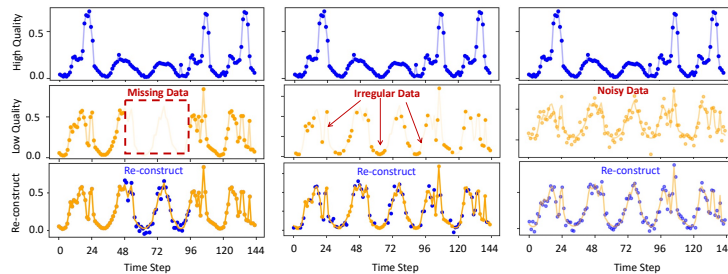 High Quality
0.5
0.0
Low Quality
0.5
0.0
Missing Data
Irregular Data
Noisy Data
Re-construct
0.5
0.0
Re-construct
Re-construct
Re-construct
0 24 48 72 96 120 144
0 24 48 72 96 120 144
0 24 48 72 96 120 144
Time Step
Time Step
Time Step